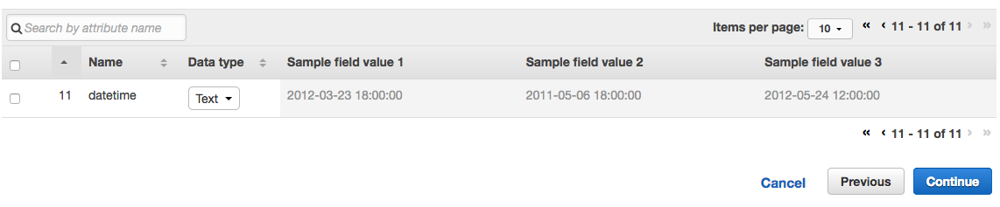 Search by attribute name
Items per page: 10 « ‹ 11 - 11 of 11 › »
Name Data type Sample field value 1 Sample field value 2 Sample field value 3
11 datetime Text 2012-03-23 18:00:00 2011-05-06 18:00:00 2012-05-24 12:00:00
« ‹ 11 - 11 of 11 › »
Cancel Previous Continue